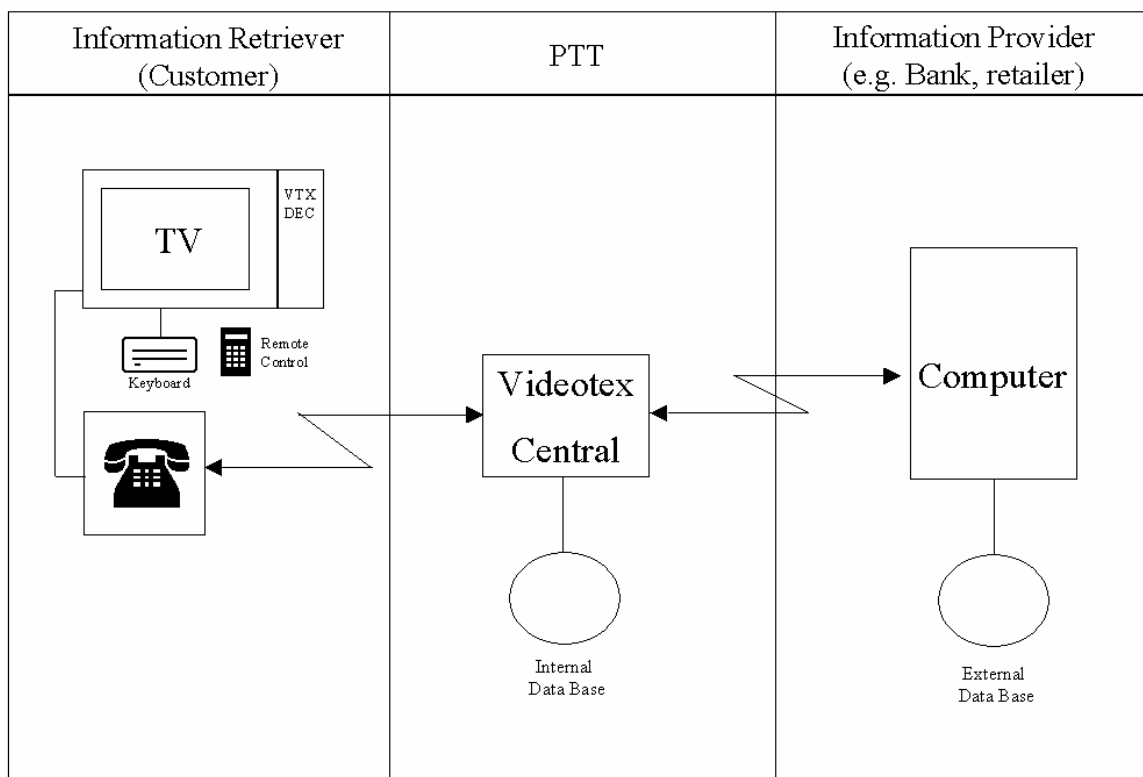 Information Retriever
(Customer)
PTT
Information Provider
(e.g. Bank, retailer)
TV
VTX
DEC
Keyboard
Remote
Control
Videotex
Central
Computer
Internal
Data Base
External
Data Base